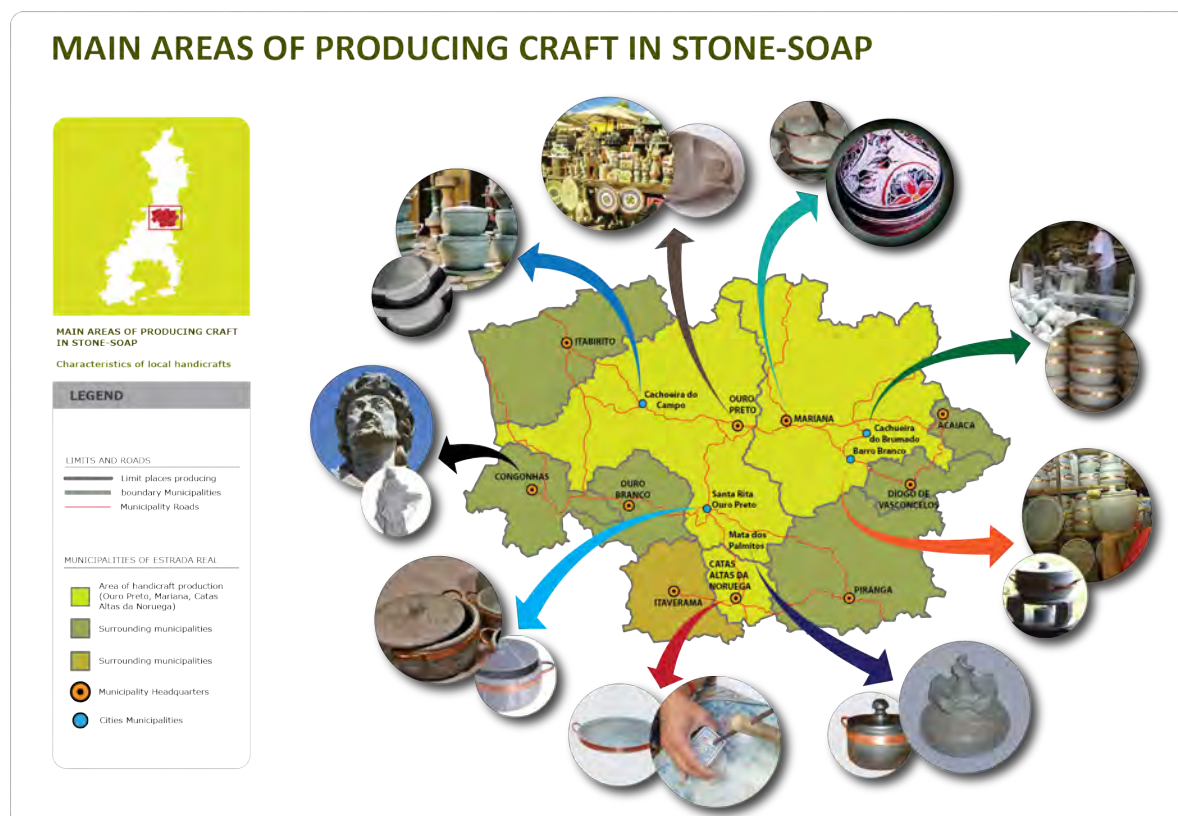 MAIN AREAS OF PRODUCING CRAFT IN STONE-SOAP
MAIN AREAS OF PRODUCING CRAFT
IN STONE-SOAP
Characteristics of local handicrafts
LEGEND
LIMITS AND ROADS
Limit places producing
boundary Municipalities
Municipality Roads
MUNICIPALITIES OF ESTRADA REAL
Area of handicraft production
(Ouro Preto, Mariana, Catas
Altas da Noruega)
Surrounding municipalities
Surrounding municipalities
Municipality Headquarters
Cities Municipalities
ITABIRITO
Cachoeira do
Campo
OURO
PRETO
MARIANA
Cachueira
do Brumado
Barro Branco
ACAIACA
DIOGO DE
VASCONCELOS
CONGONHAS
OURO
BRANCO
Santa Rita
Ouro Preto
Mata dos
Palmitos
CATAS
ALTAS DA
NORUEGA
ITAVERAMA
PIRANGA